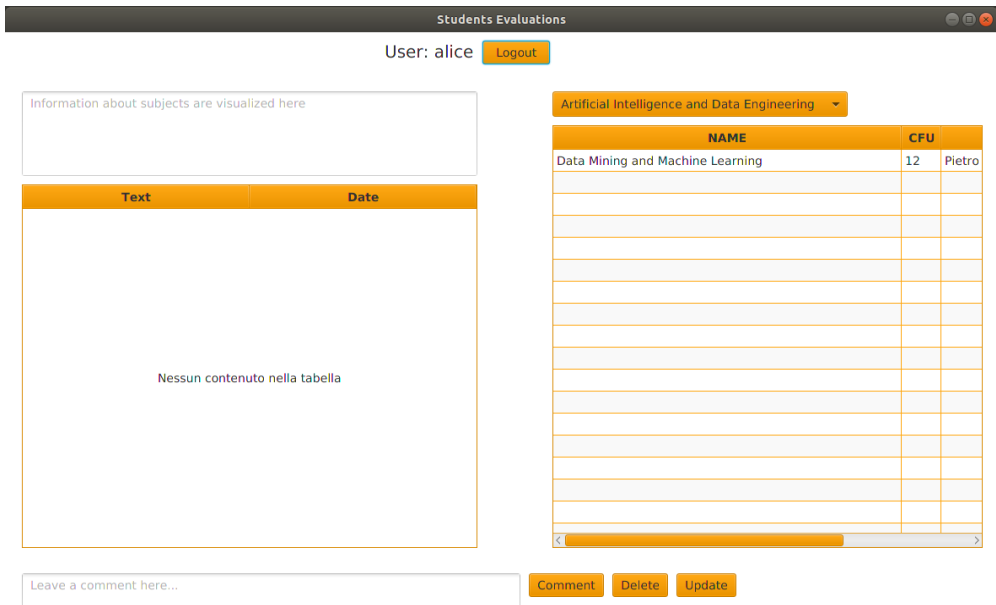 Students Evaluations
User: alice
Logout
Information about subjects are visualized here
Text Date
Nessun contenuto nella tabella
Artificial Intelligence and Data Engineering
NAME CFU
Data Mining and Machine Learning 12 Pietro
Leave a comment here...
Comment Delete Update